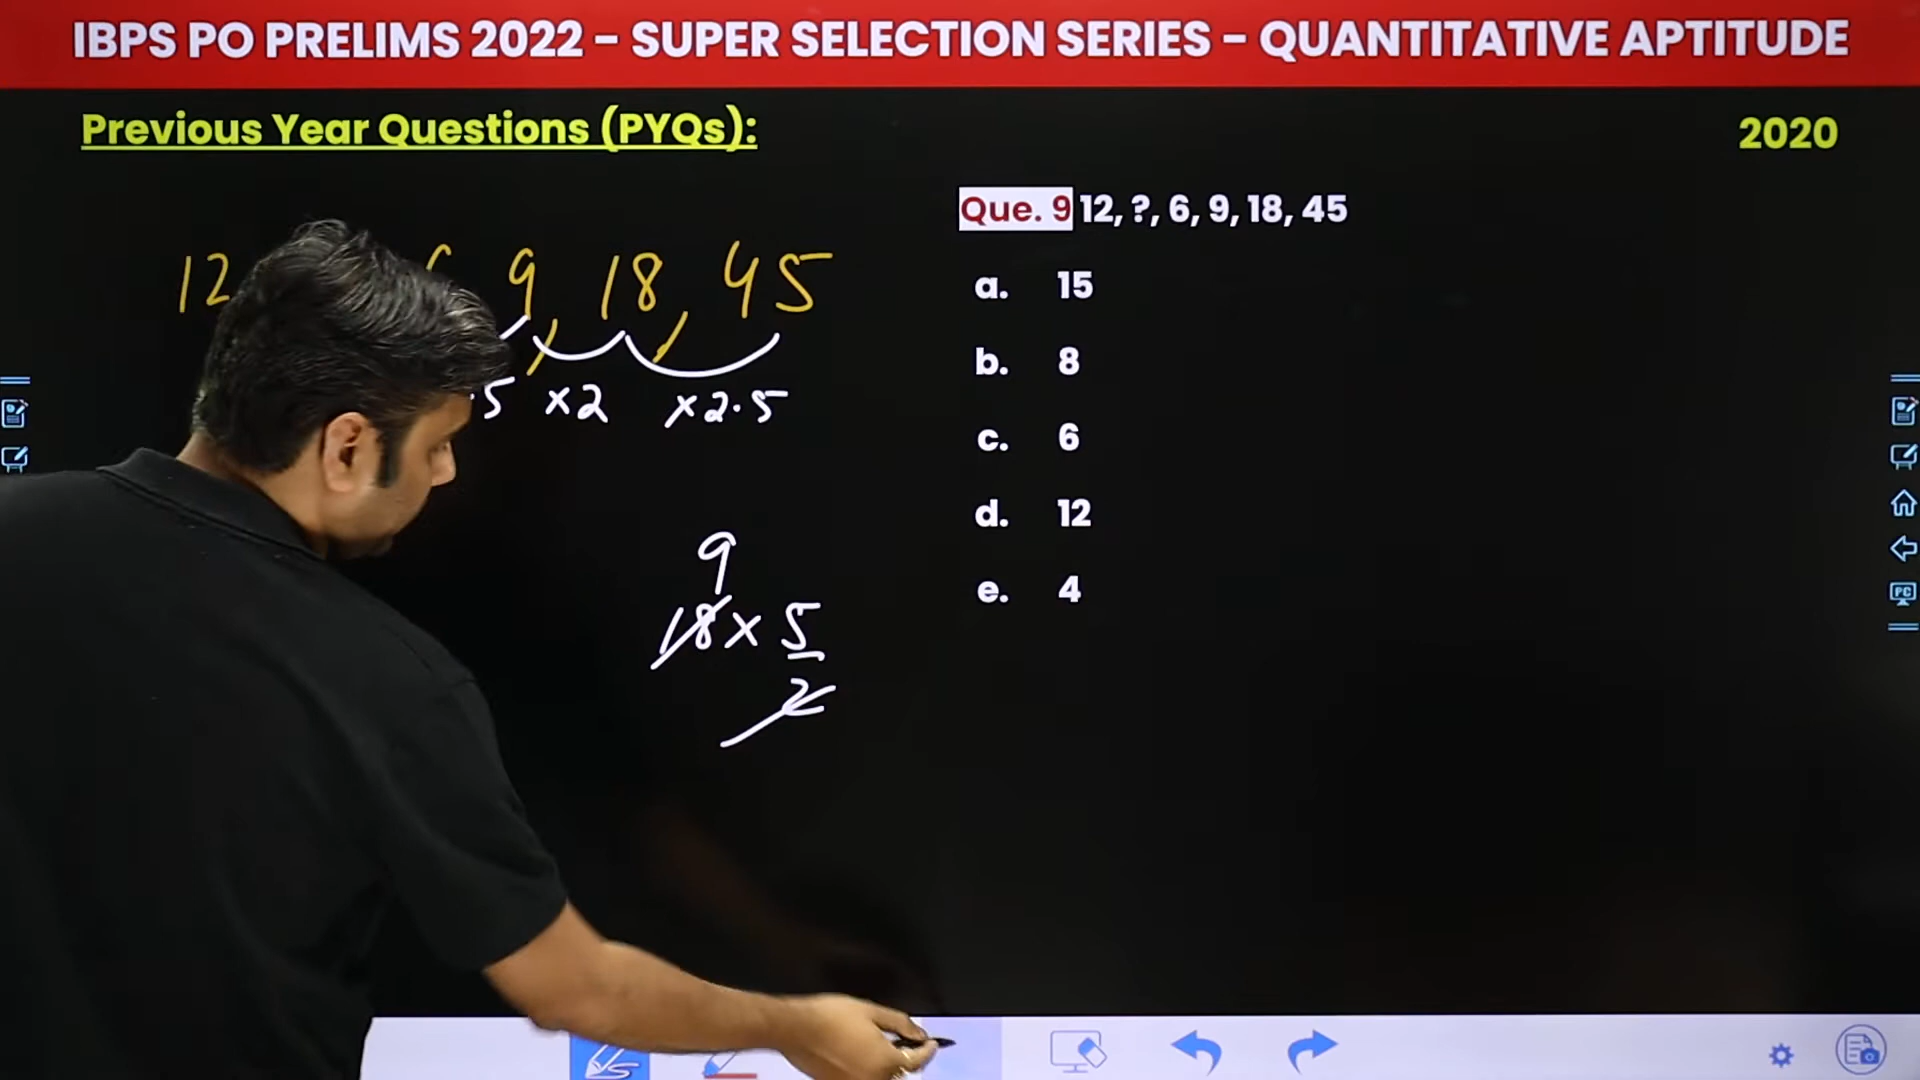 IBPS PO PRELIMS 2022 - SUPER SELECTION SERIES - QUANTITATIVE APTITUDE
Previous Year Questions (PYQs):
2020
Que. 9 12, ?, 6, 9, 18, 45
a. 15
b. 8
c. 6
d. 12
e. 4
12 6 9, 18, 45
.5 ×2 ×2.5
9
18 × 5
2
PC